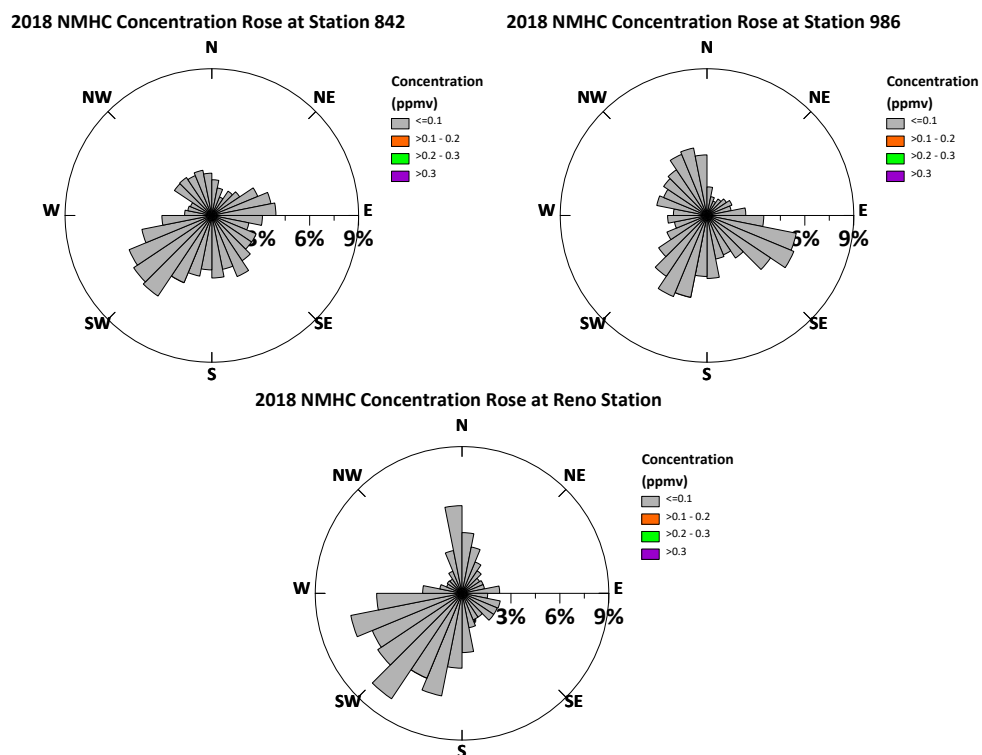 2018 NMHC Concentration Rose at Station 842
N
NW
NE
W
E
3%
6%
9%
SW
SE
S
Concentration
(ppmv)
<=0.1
>0.1 - 0.2
>0.2 - 0.3
>0.3
2018 NMHC Concentration Rose at Station 986
N
NW
NE
W
E
6%
9%
SW
SE
S
Concentration
(ppmv)
<=0.1
>0.1 - 0.2
>0.2 - 0.3
>0.3
2018 NMHC Concentration Rose at Reno Station
N
NW
NE
W
E
3%
6%
9%
SW
SE
S
Concentration
(ppmv)
<=0.1
>0.1 - 0.2
>0.2 - 0.3
>0.3